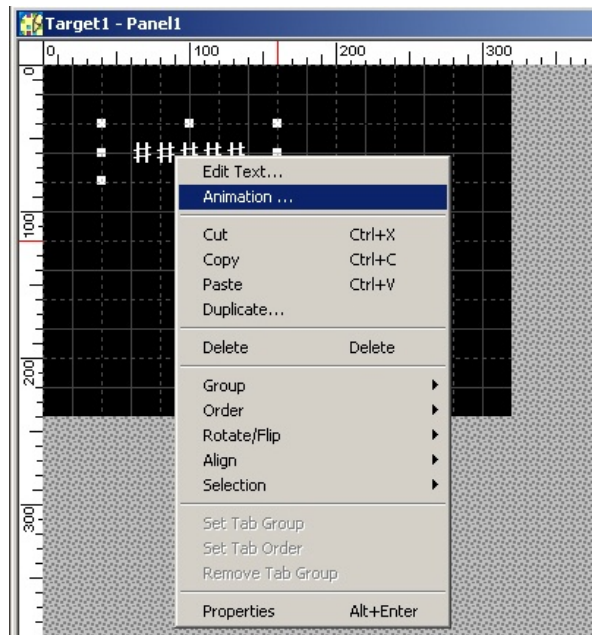 Target1 - Panel1
0 100 200 300
0
100
200
300
#####
Edit Text...
Animation ...
Cut Ctrl+X
Copy Ctrl+C
Paste Ctrl+V
Duplicate...
Delete Delete
Group
Order
Rotate/Flip
Align
Selection
Set Tab Group
Set Tab Order
Remove Tab Group
Properties Alt+Enter